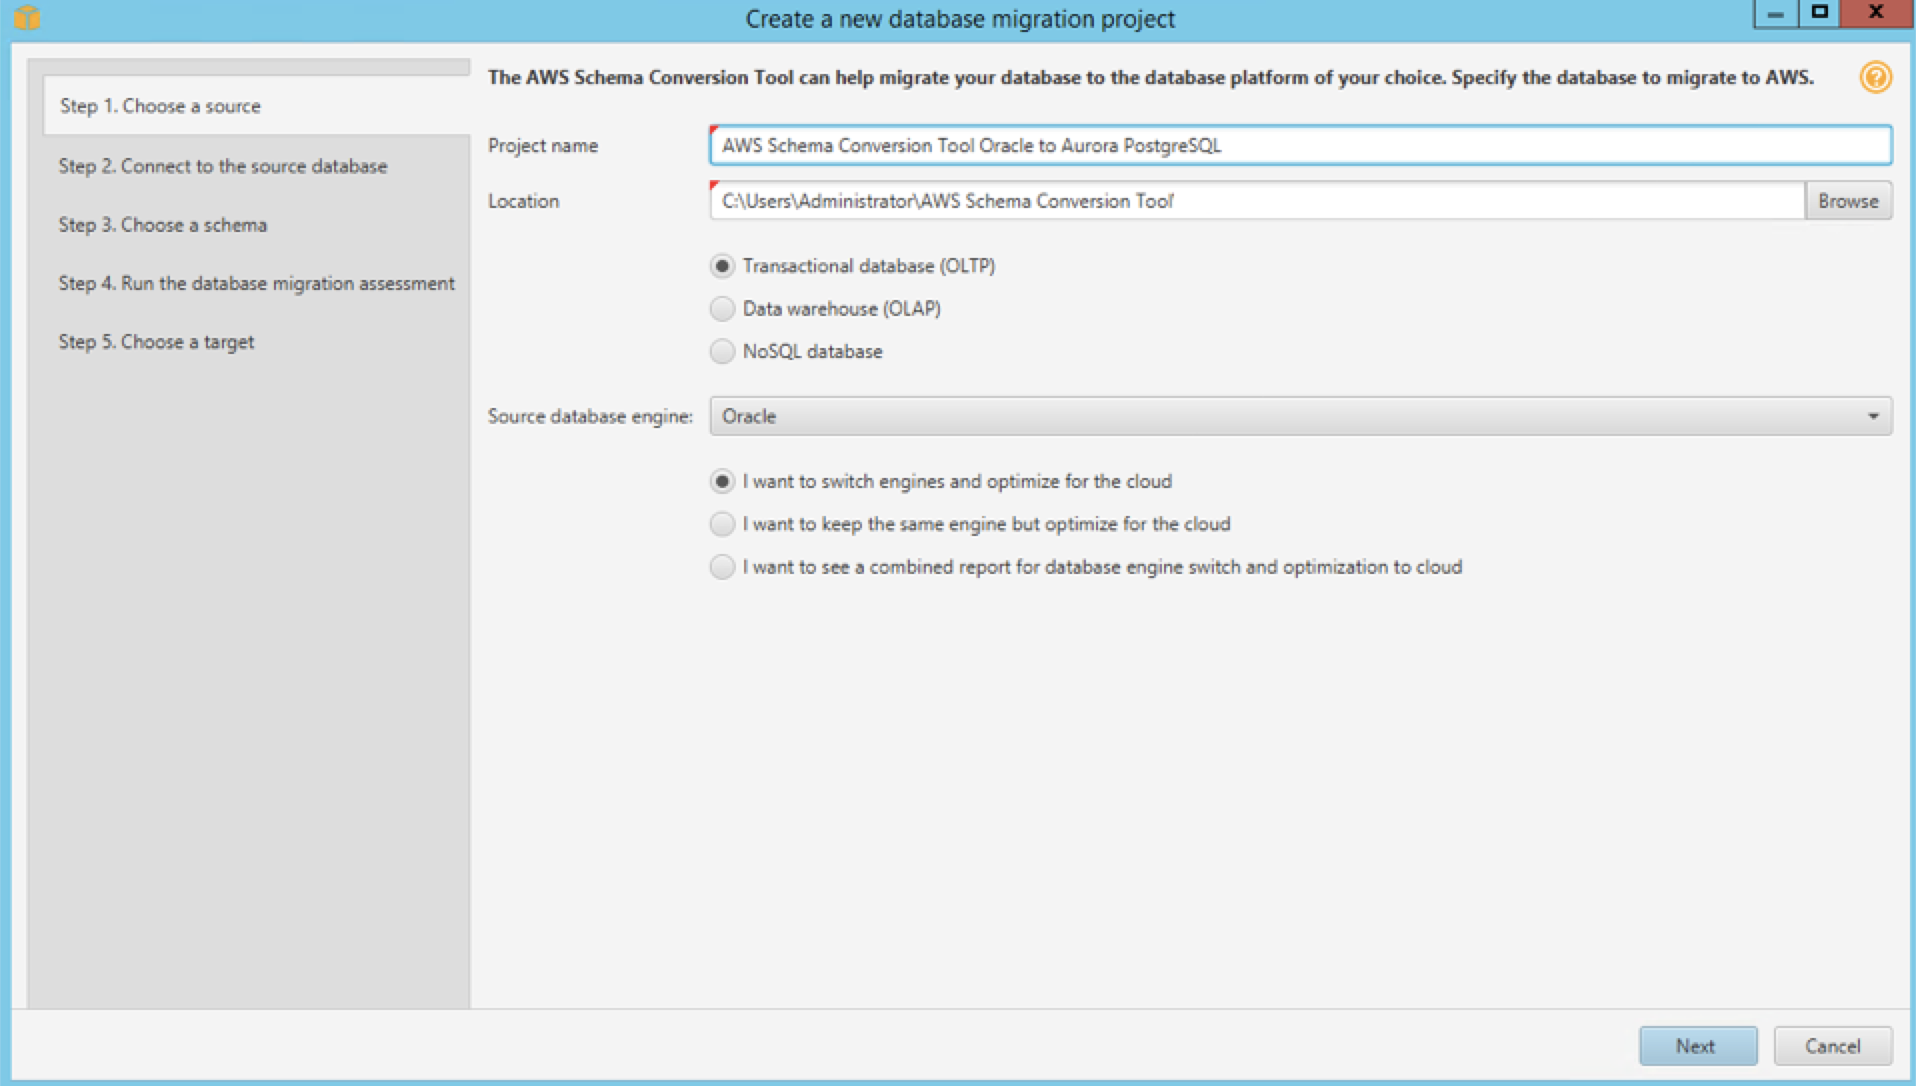 Create a new database migration project
Step 1. Choose a source
Step 2. Connect to the source database
Step 3. Choose a schema
Step 4. Run the database migration assessment
Step 5. Choose a target
The AWS Schema Conversion Tool can help migrate your database to the database platform of your choice. Specify the database to migrate to AWS.
Project name
AWS Schema Conversion Tool Oracle to Aurora PostgreSQL
Location
C:\Users\Administrator\AWS Schema Conversion Tool
Browse
Transactional database (OLTP)
Data warehouse (OLAP)
NoSQL database
Source database engine:
Oracle
I want to switch engines and optimize for the cloud
I want to keep the same engine but optimize for the cloud
I want to see a combined report for database engine switch and optimization to cloud
Next
Cancel